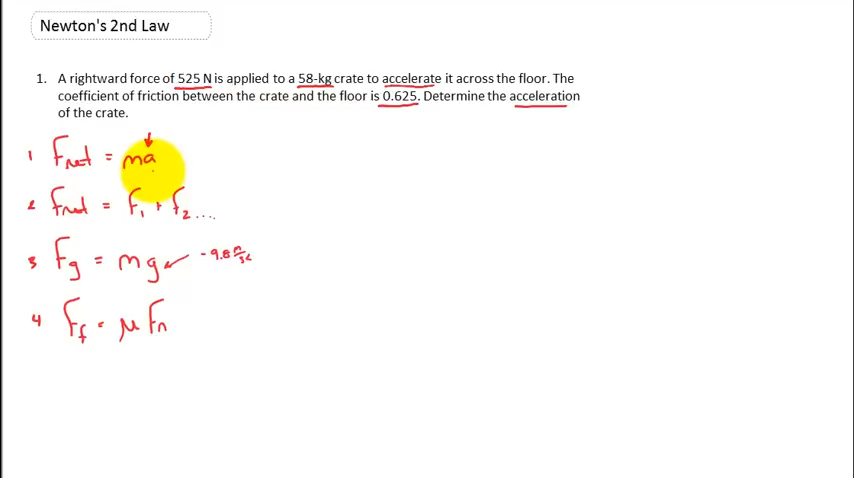 Newton's 2nd Law
1. A rightward force of 525 N is applied to a 58-kg crate to accelerate it across the floor. The
coefficient of friction between the crate and the floor is 0.625. Determine the acceleration
of the crate.
1 Fnet = ma
2 Fnet = F1 + F2 ....
3 Fg = mg -9.8 m/s²
4 Ff = μFn